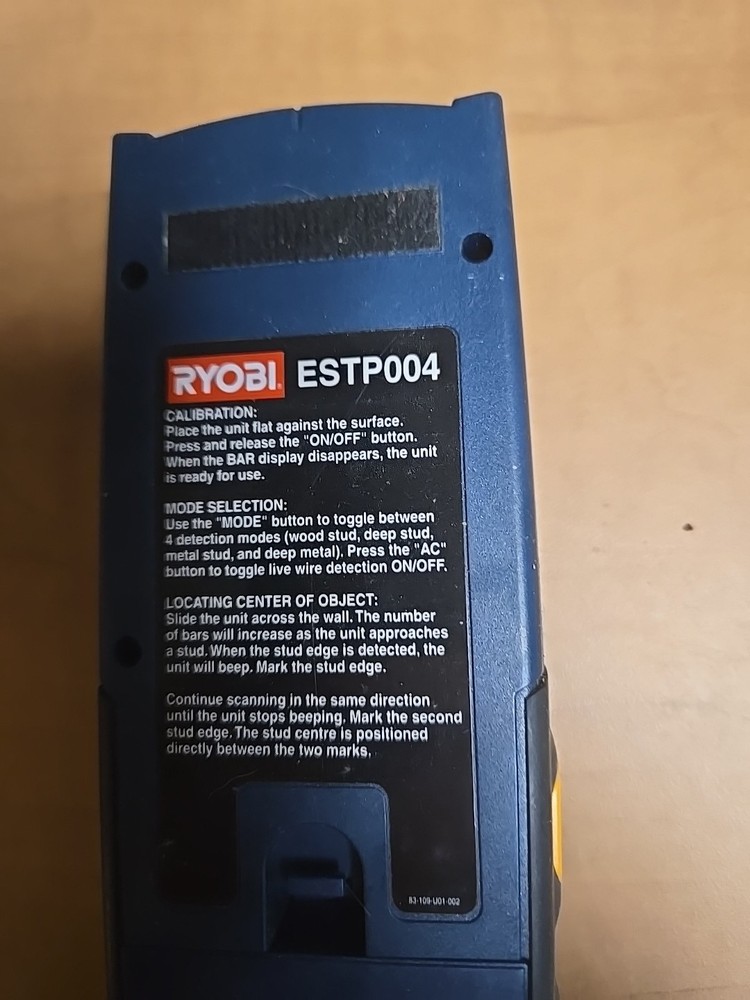 RYOBI. ESTP004
CALIBRATION:
Place the unit flat against the surface.
Press and release the "ON/OFF" button.
When the BAR display disappears, the unit
is ready for use.
MODE SELECTION:
Use the "MODE" button to toggle between
4 detection modes (wood stud, deep stud,
metal stud, and deep metal). Press the "AC"
button to toggle live wire detection ON/OFF.
LOCATING CENTER OF OBJECT:
Slide the unit across the wall. The number
of bars will increase as the unit approaches
a stud. When the stud edge is detected, the
unit will beep. Mark the stud edge.
Continue scanning in the same direction
until the unit stops beeping. Mark the second
stud edge. The stud centre is positioned
directly between the two marks.
83-109-U01-002